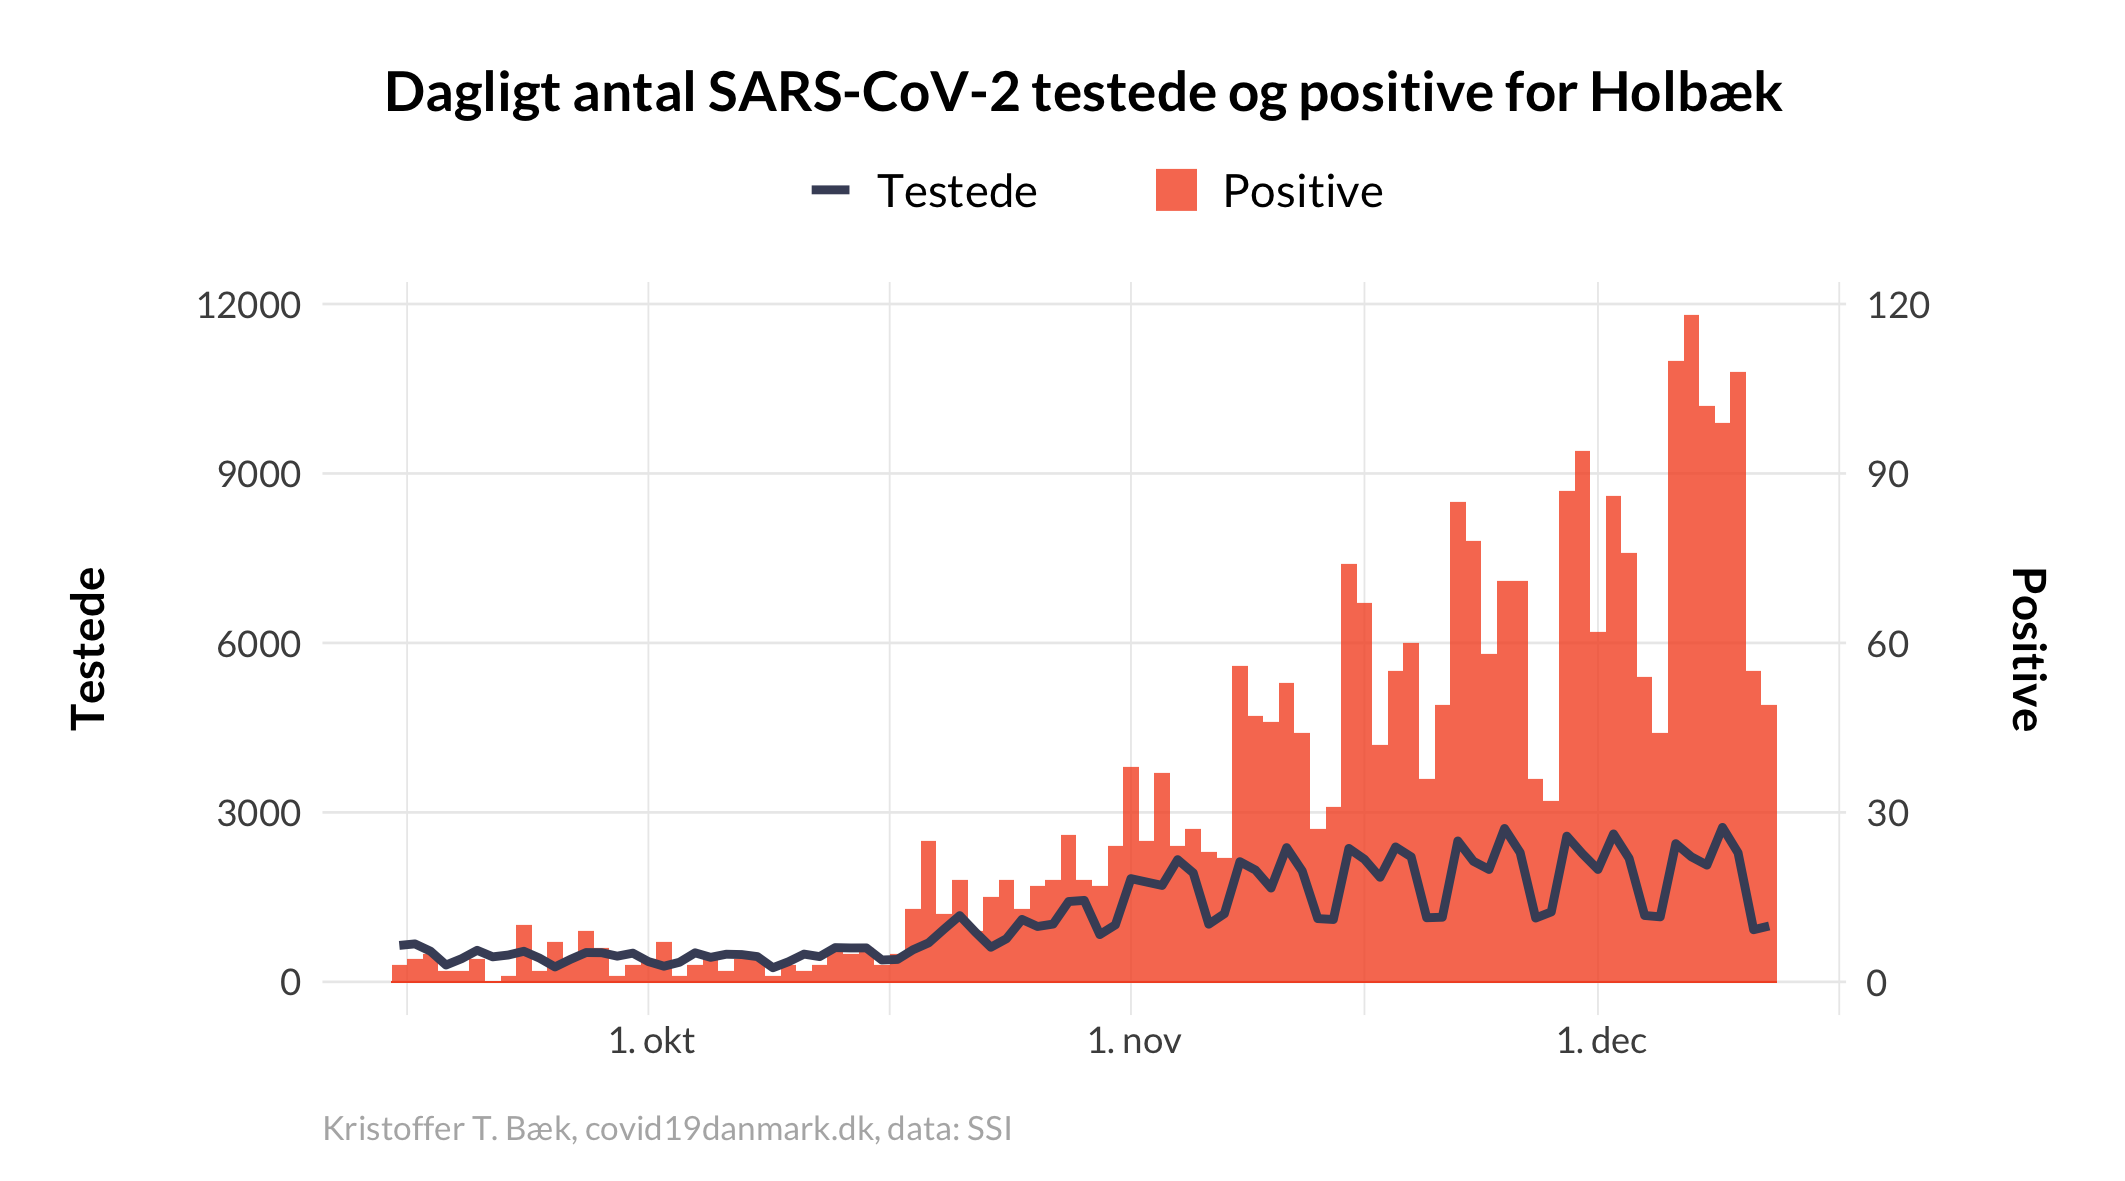 Dagligt antal SARS-CoV-2 testede og positive for Holbæk
Testede
Positive
12000
9000
6000
3000
0
120
90
60
30
0
Testede
Positive
1. okt
1. nov
1. dec
Kristoffer T. Bæk, covid19danmark.dk, data: SSI